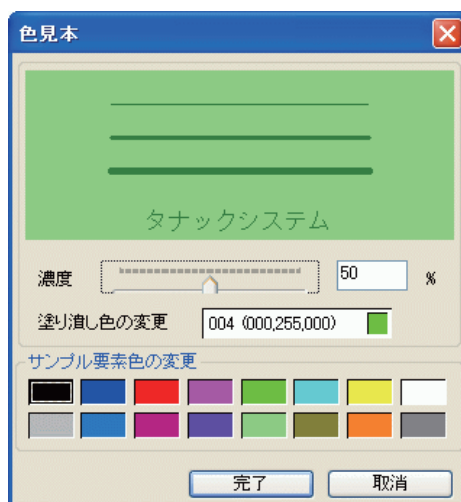 色見本
タナックシステム
濃度 50 %
塗り潰し色の変更 004 (000,255,000)
サンプル要素色の変更
完了 取消